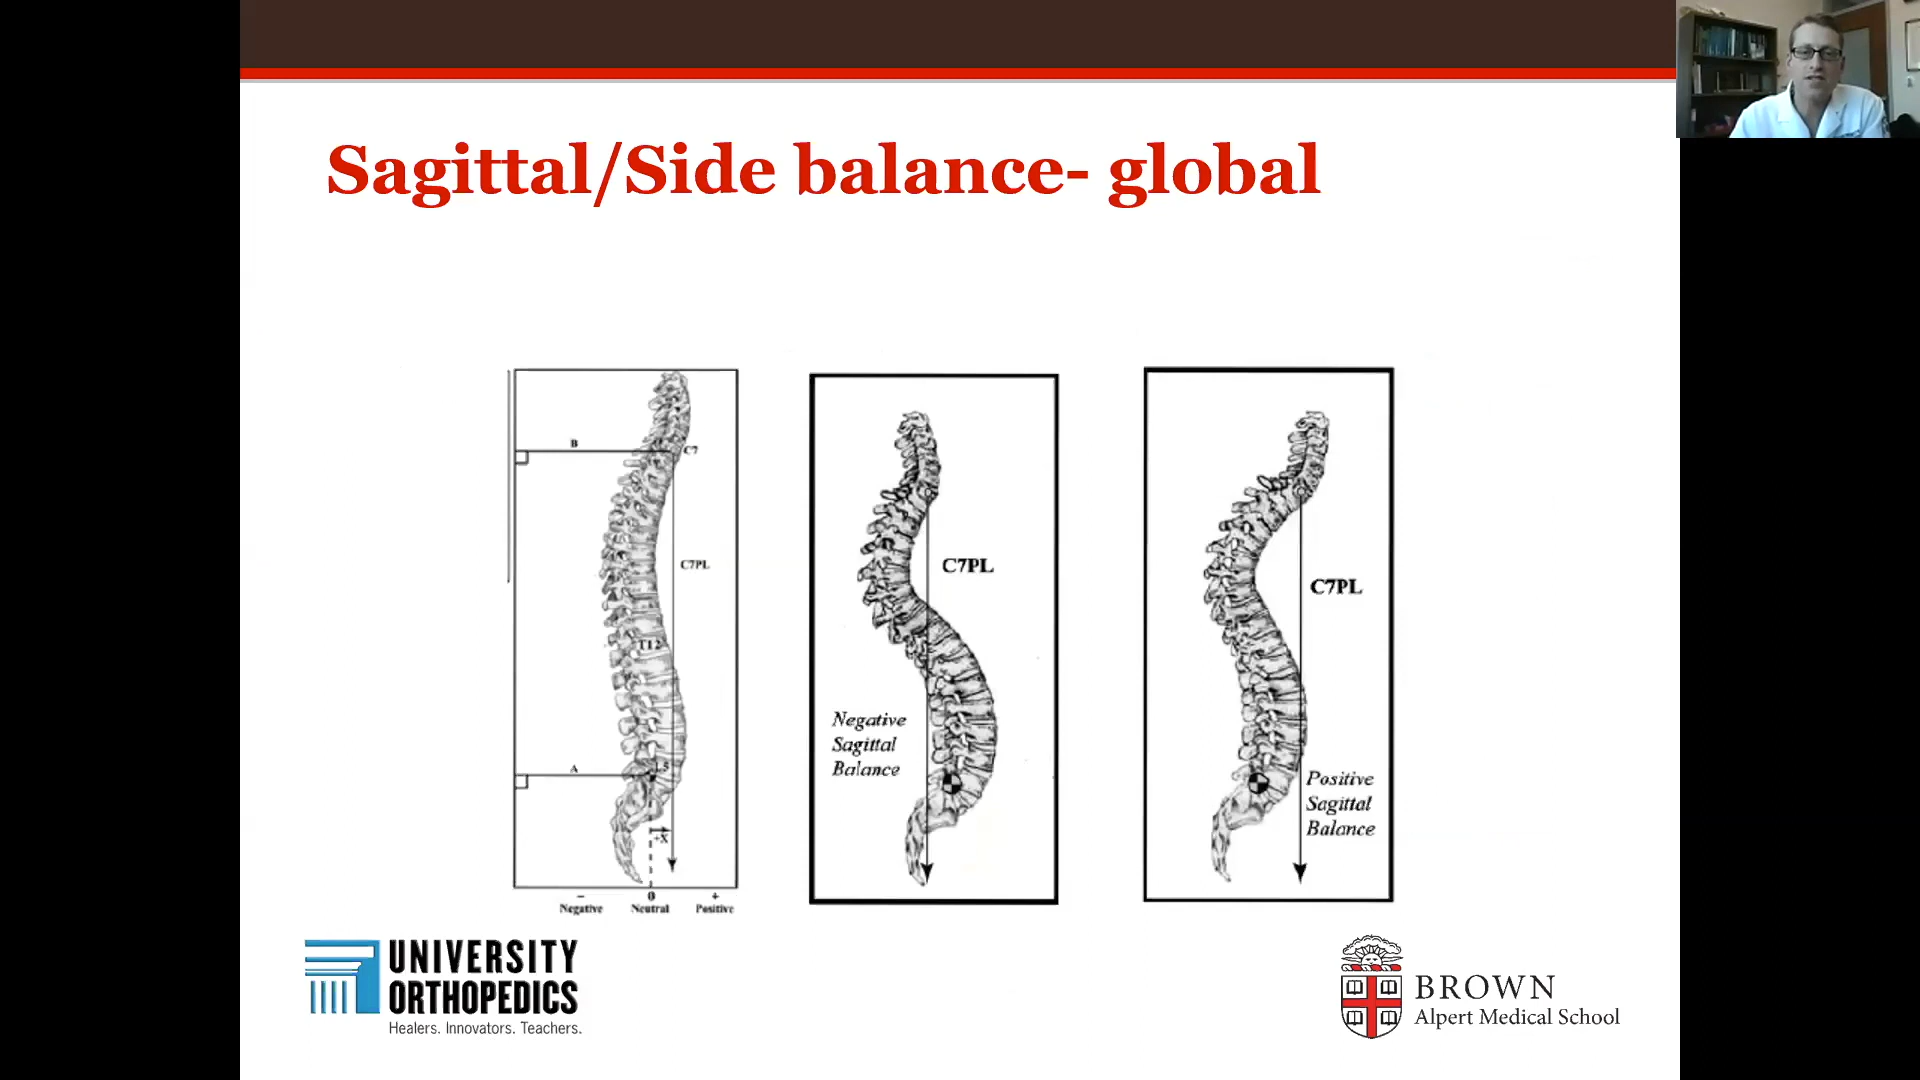 Sagittal/Side balance- global
B
C7
C7PL
T12
L5
A
+X
− 0 +
Negative Neutral Positive
C7PL
Negative
Sagittal
Balance
C7PL
Positive
Sagittal
Balance
UNIVERSITY
ORTHOPEDICS
Healers. Innovators. Teachers.
BROWN
Alpert Medical School